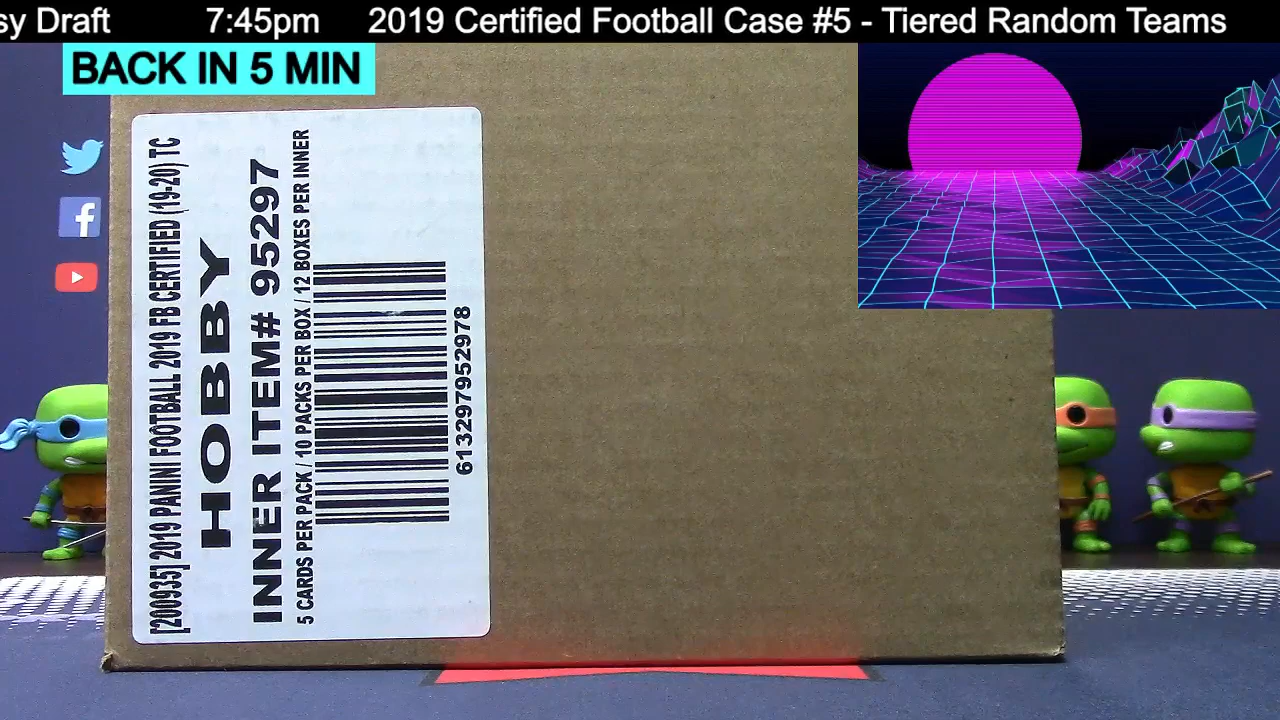 sy Draft 7:45pm 2019 Certified Football Case #5 - Tiered Random Teams
BACK IN 5 MIN
[200935] 2019 PANINI FOOTBALL 2019 FB CERTIFIED (19-20) TC
HOBBY
INNER ITEM# 95297
5 CARDS PER PACK / 10 PACKS PER BOX / 12 BOXES PER INNER
613297952978